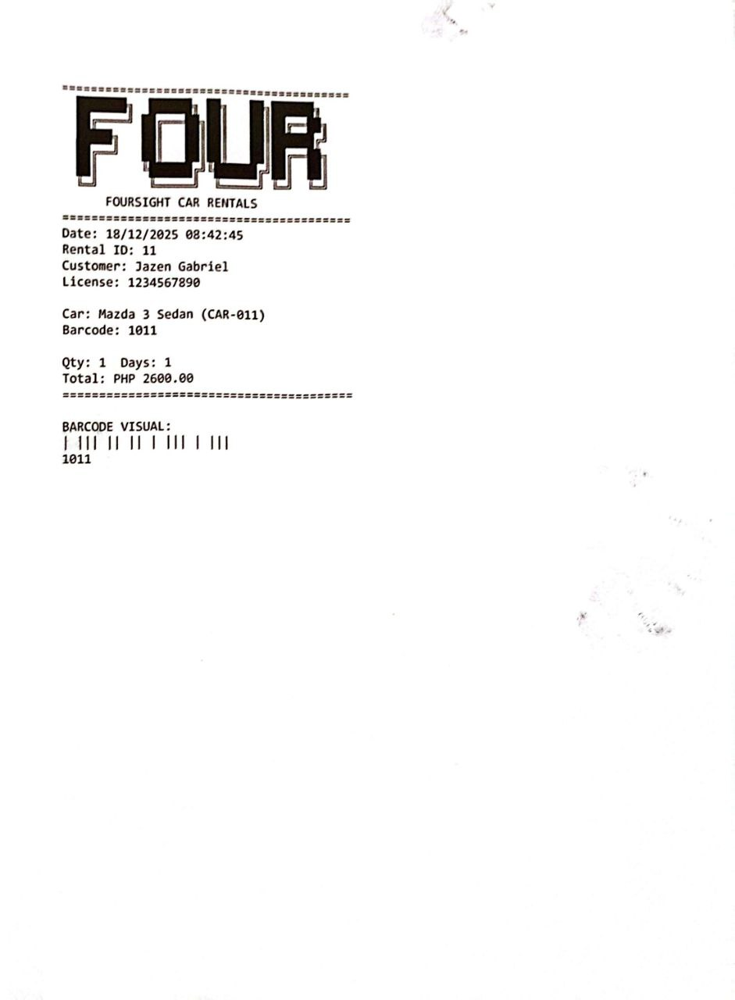 ========================================
FOUR
FOURSIGHT CAR RENTALS
========================================
Date: 18/12/2025 08:42:45
Rental ID: 11
Customer: Jazen Gabriel
License: 1234567890
Car: Mazda 3 Sedan (CAR-011)
Barcode: 1011
Qty: 1  Days: 1
Total: PHP 2600.00
========================================
BARCODE VISUAL:
| ||| || || | ||| | |||
1011